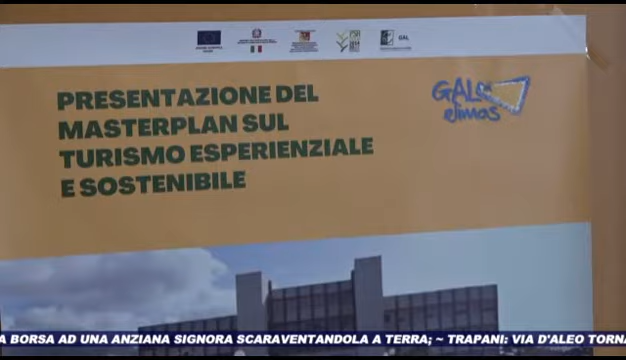 GAL
PRESENTAZIONE DEL
MASTERPLAN SUL
TURISMO ESPERIENZIALE
E SOSTENIBILE
GAL
elimos
A BORSA AD UNA ANZIANA SIGNORA SCARAVENTANDOLA A TERRA; ~ TRAPANI: VIA D'ALEO TORNA